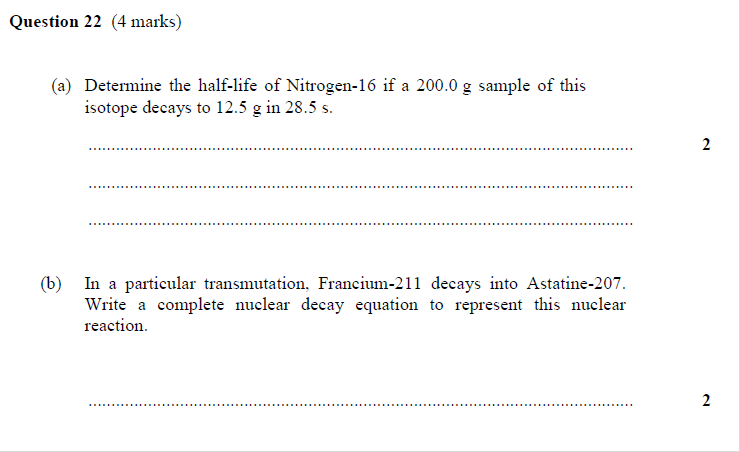 Question 22 (4 marks)
(a) Determine the half-life of Nitrogen-16 if a 200.0 g sample of this
isotope decays to 12.5 g in 28.5 s.
2
(b) In a particular transmutation, Francium-211 decays into Astatine-207.
Write a complete nuclear decay equation to represent this nuclear
reaction.
2